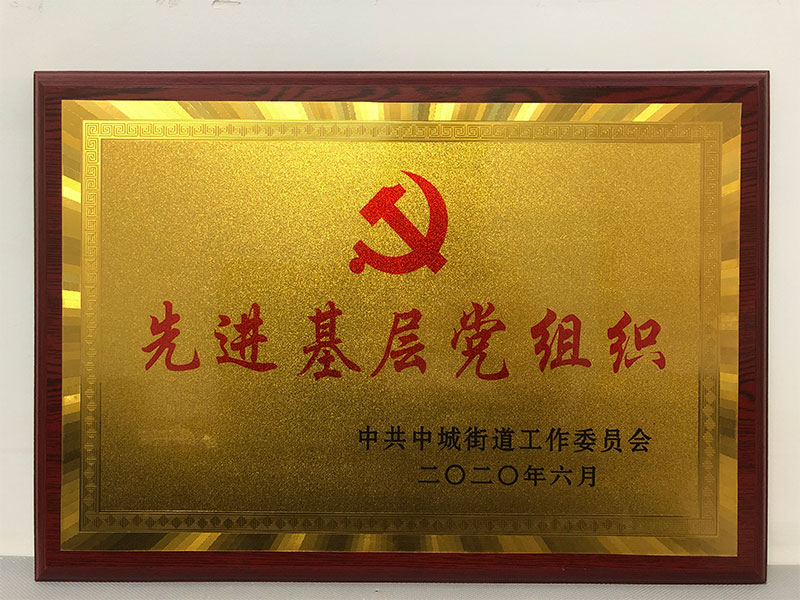 先进基层党组织
中共中城街道工作委员会
二〇二〇年六月